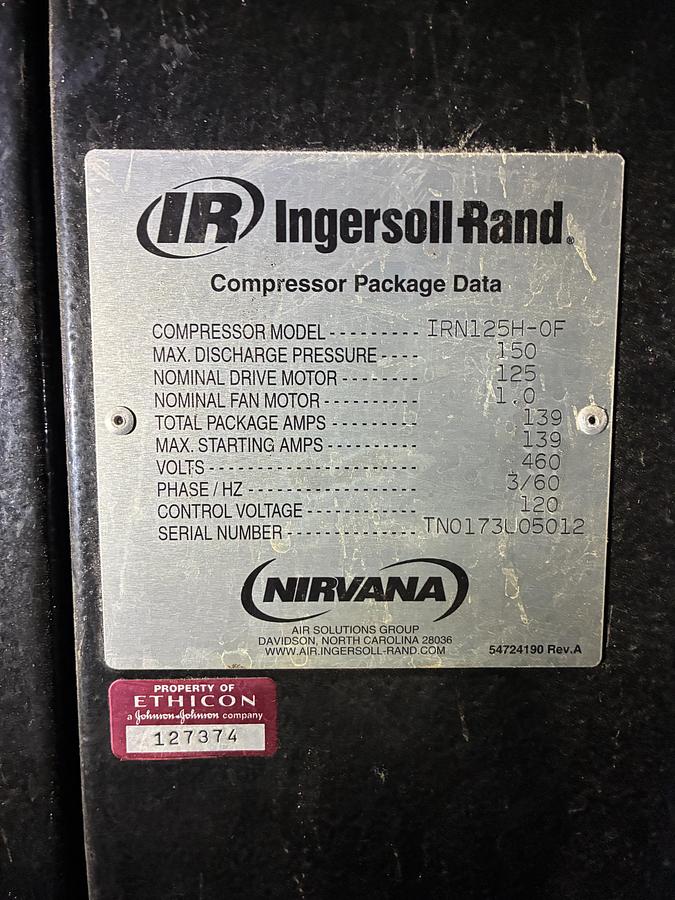 IR Ingersoll-Rand®
Compressor Package Data
COMPRESSOR MODEL --------- IRN125H-OF
MAX. DISCHARGE PRESSURE ---- 150
NOMINAL DRIVE MOTOR -------- 125
NOMINAL FAN MOTOR ---------- 1.0
TOTAL PACKAGE AMPS --------- 139
MAX. STARTING AMPS ---------- 139
VOLTS ---------------------- 460
PHASE / HZ ------------------ 3/60
CONTROL VOLTAGE ------------ 120
SERIAL NUMBER -------------- TN0173U05012
NIRVANA
AIR SOLUTIONS GROUP
DAVIDSON, NORTH CAROLINA 28036
WWW.AIR.INGERSOLL-RAND.COM
54724190 Rev.A
PROPERTY OF
ETHICON
a Johnson & Johnson company
127374